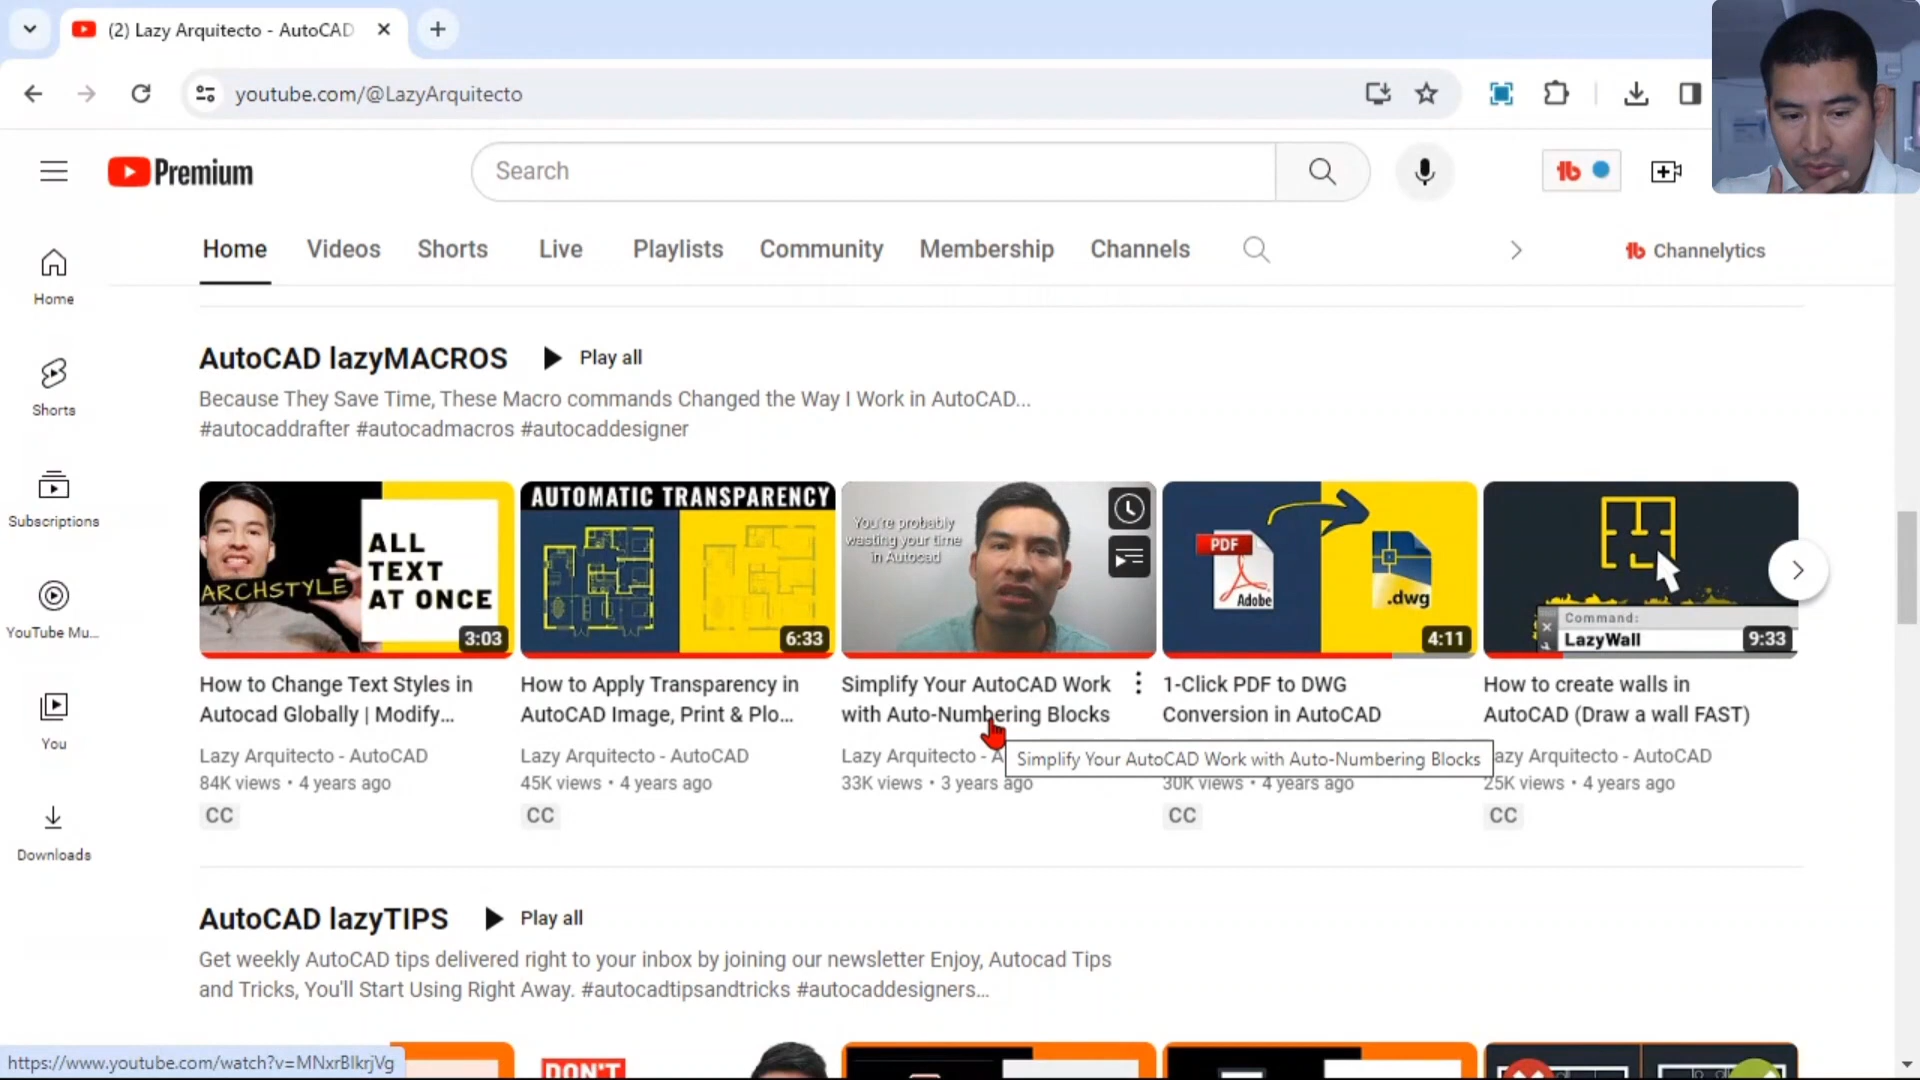 (2) Lazy Arquitecto - AutoCAD
youtube.com/@LazyArquitecto
Premium
Search
Home
Videos
Shorts
Live
Playlists
Community
Membership
Channels
Channelytics
Home
Shorts
Subscriptions
YouTube Mu...
You
Downloads
AutoCAD lazyMACROS
Play all
Because They Save Time, These Macro commands Changed the Way I Work in AutoCAD...
#autocaddrafter #autocadmacros #autocaddesigner
ARCHSTYLE
ALL
TEXT
AT ONCE
3:03
How to Change Text Styles in
Autocad Globally | Modify...
Lazy Arquitecto - AutoCAD
84K views • 4 years ago
CC
AUTOMATIC TRANSPARENCY
6:33
How to Apply Transparency in
AutoCAD Image, Print & Plo...
Lazy Arquitecto - AutoCAD
45K views • 4 years ago
CC
You're probably
wasting your time
in Autocad
Simplify Your AutoCAD Work
with Auto-Numbering Blocks
Lazy Arquitecto - A
33K views • 3 years ago
Simplify Your AutoCAD Work with Auto-Numbering Blocks
PDF
Adobe
.dwg
4:11
1-Click PDF to DWG
Conversion in AutoCAD
30K views • 4 years ago
CC
Command:
LazyWall
9:33
How to create walls in
AutoCAD (Draw a wall FAST)
azy Arquitecto - AutoCAD
25K views • 4 years ago
CC
AutoCAD lazyTIPS
Play all
Get weekly AutoCAD tips delivered right to your inbox by joining our newsletter Enjoy, Autocad Tips
and Tricks, You'll Start Using Right Away. #autocadtipsandtricks #autocaddesigners...
DON'T
https://www.youtube.com/watch?v=MNxrBlkrjVg